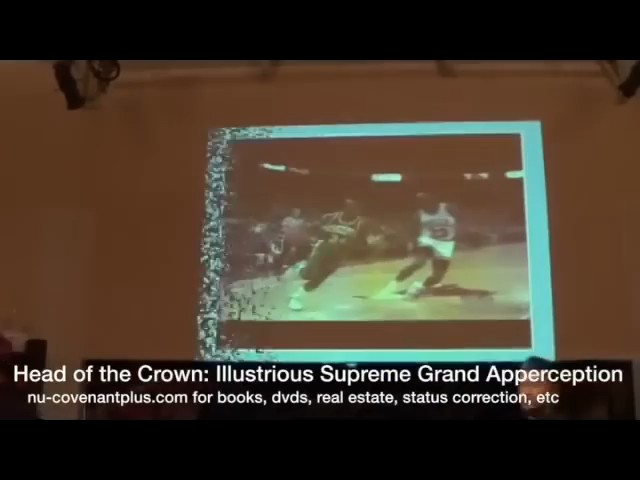 Head of the Crown: Illustrious Supreme Grand Apperception
nu-covenantplus.com for books, dvds, real estate, status correction, etc